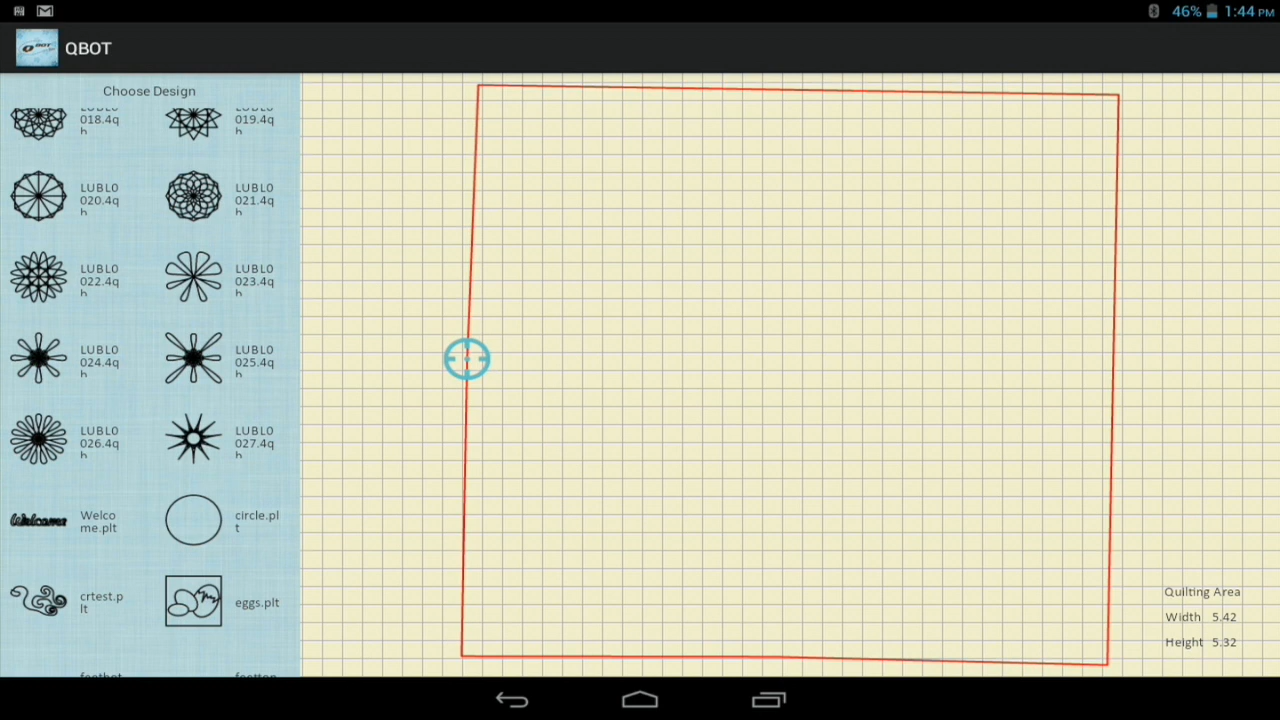 46% 1:44 PM
QBOT
Choose Design
018.4q
h
019.4q
h
LUBL0
020.4q
h
LUBL0
021.4q
h
LUBL0
022.4q
h
LUBL0
023.4q
h
LUBL0
024.4q
h
LUBL0
025.4q
h
LUBL0
026.4q
h
LUBL0
027.4q
h
Welcome
Welco
me.plt
circle.pl
t
crtest.p
lt
eggs.plt
Quilting Area
Width 5.42
Height 5.32